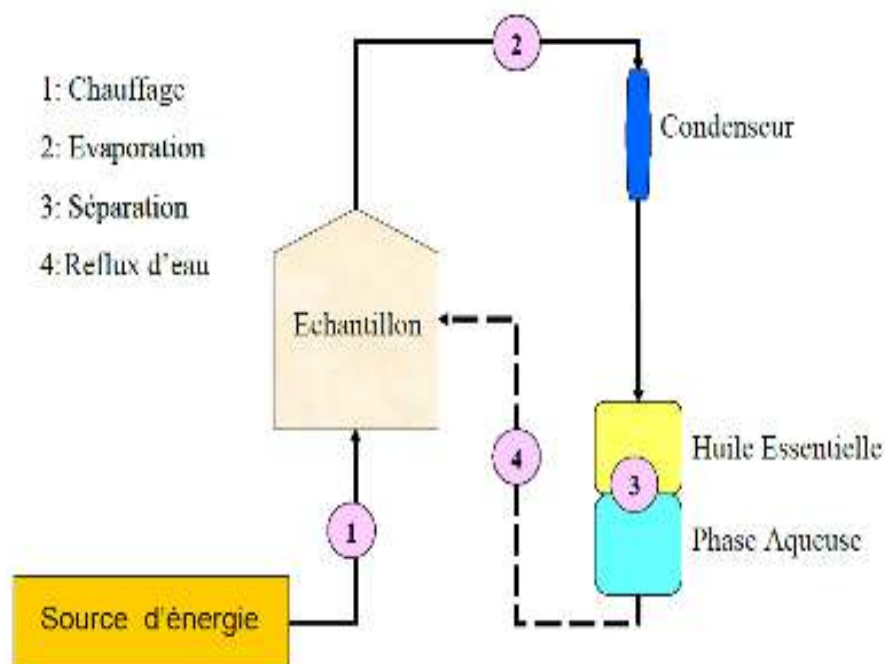 1: Chauffage
2: Evaporation
3: Séparation
4: Reflux d'eau
2
Condenseur
Echantillon
Huile Essentielle
4
3
Phase Aqueuse
1
Source d'énergie